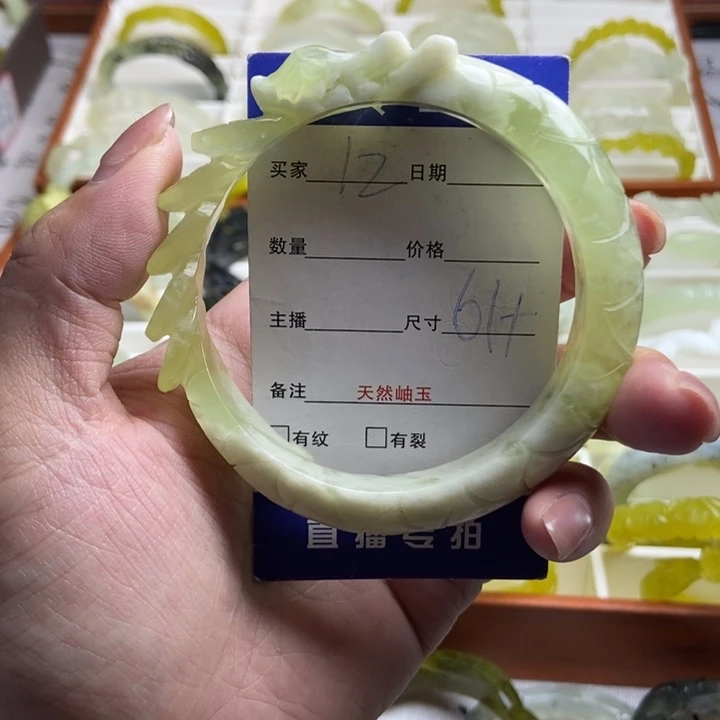 买家 12 日期
数量 价格
主播 尺寸 61+
备注 天然岫玉
有纹 有裂
直播专拍